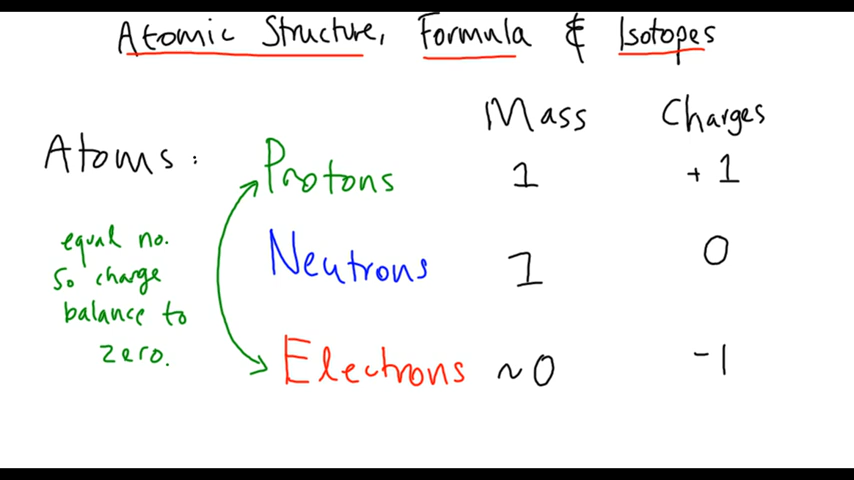 Atomic Structure, Formula & Isotopes
Mass Charges
Atoms: Protons 1 +1
equal no.
so charge
balance to
zero.
Neutrons 1 0
Electrons ~0 -1